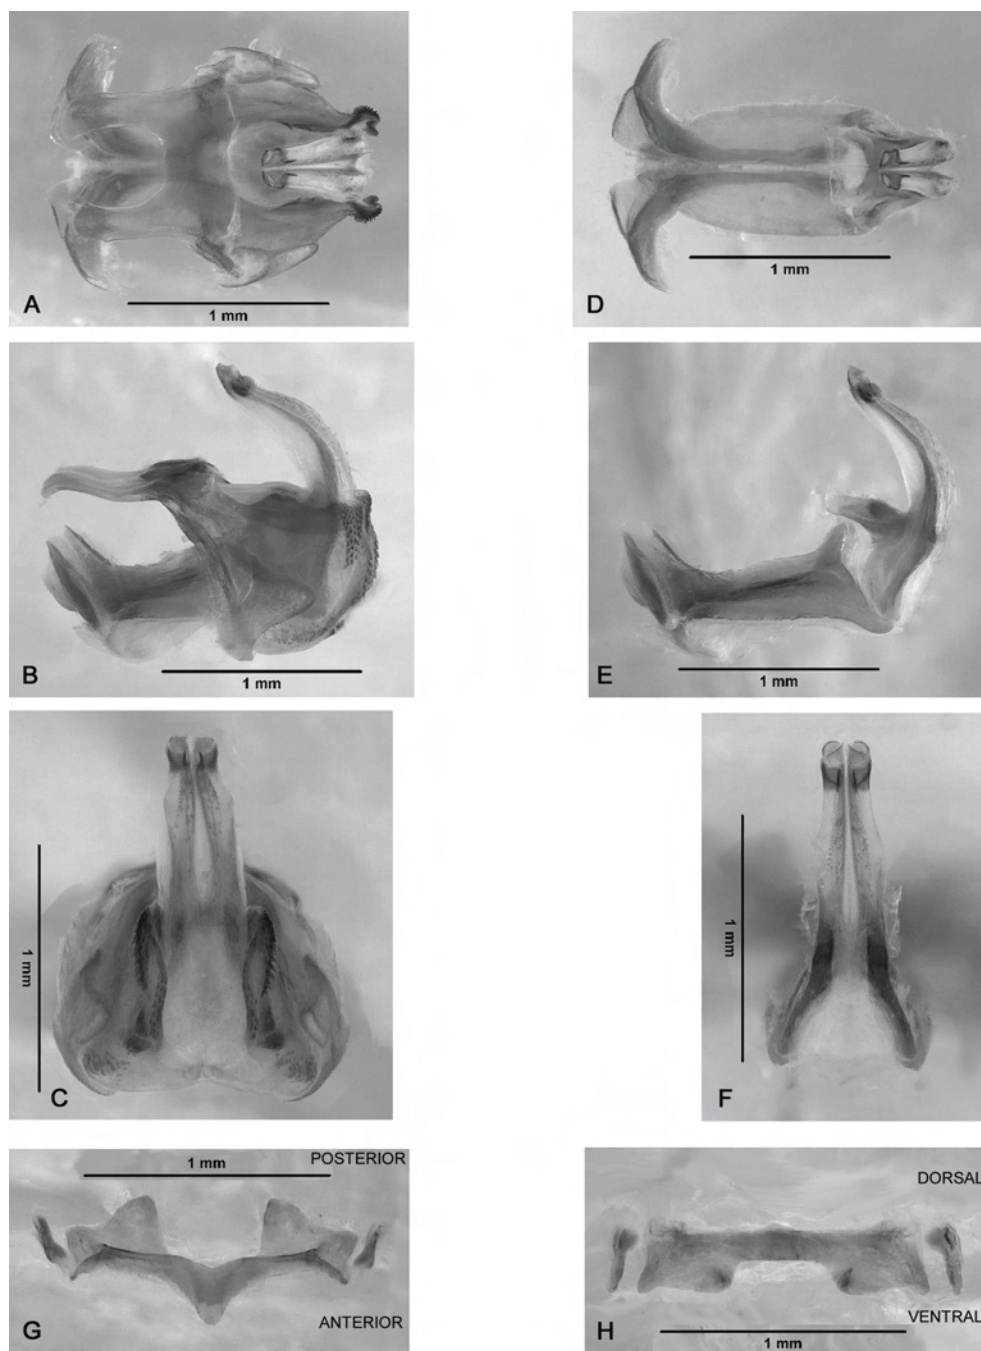 A
1 mm
D
1 mm
B
1 mm
E
1 mm
C
1 mm
F
1 mm
G
1 mm
POSTERIOR
ANTERIOR
H
DORSAL
VENTRAL
1 mm